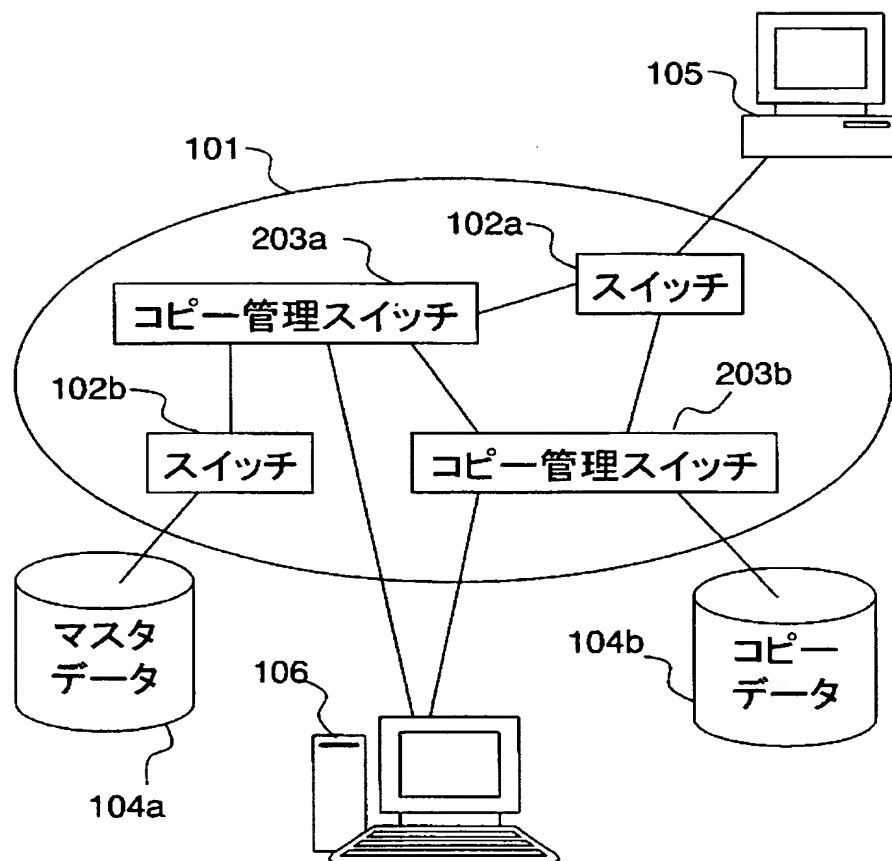 105
101
203a
102a
スイッチ
コピー管理スイッチ
102b
203b
スイッチ
コピー管理スイッチ
マスタ
データ
104b
コピー
データ
106
104a